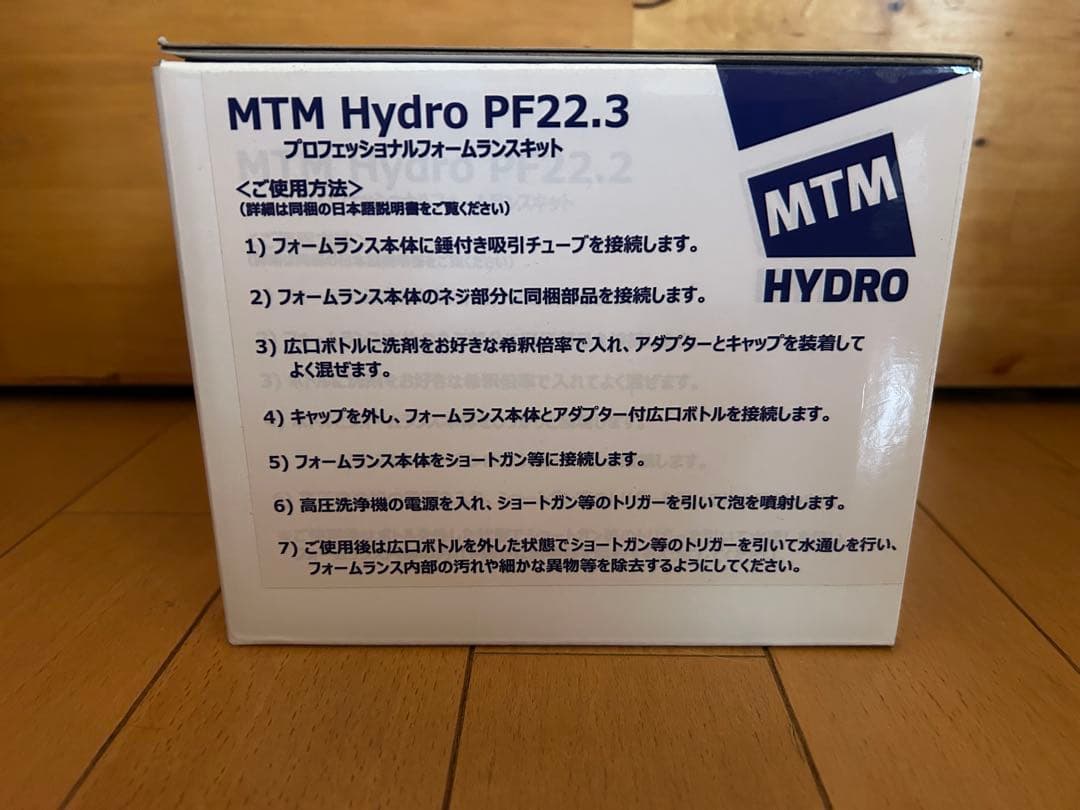 MTM Hydro PF22.3
プロフェッショナルフォームランスキット
MTM Hydro PF22.2
<ご使用方法>
(詳細は同梱の日本語説明書をご覧ください)
1) フォームランス本体に錘付き吸引チューブを接続します。
2) フォームランス本体のネジ部分に同梱部品を接続します。
3) 広口ボトルに洗剤をお好きな希釈倍率で入れ、アダプターとキャップを装着して
よく混ぜます。
4) キャップを外し、フォームランス本体とアダプター付広口ボトルを接続します。
5) フォームランス本体をショートガン等に接続します。
6) 高圧洗浄機の電源を入れ、ショートガン等のトリガーを引いて泡を噴射します。
7) ご使用後は広口ボトルを外した状態でショートガン等のトリガーを引いて水通しを行い、
フォームランス内部の汚れや細かな異物等を除去するようにしてください。
MTM
HYDRO